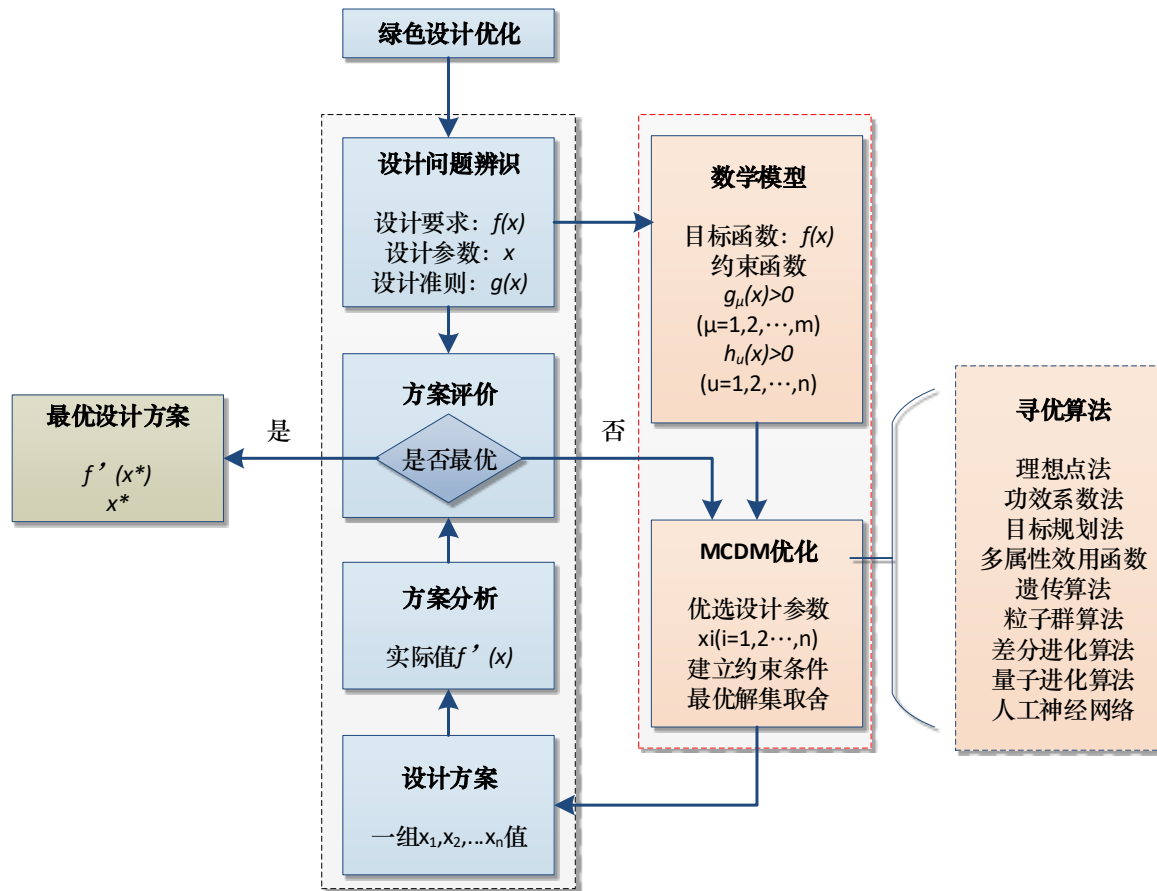 绿色设计优化
设计问题辨识
设计要求：f(x)
设计参数：x
设计准则：g(x)
数学模型
目标函数：f(x)
约束函数
gμ(x)>0
(μ=1,2,⋯,m)
hu(x)>0
(u=1,2,⋯,n)
方案评价
是否最优
是
否
最优设计方案
f’(x*)
x*
方案分析
实际值f’(x)
设计方案
一组x1,x2,...xn值
MCDM优化
优选设计参数
xi(i=1,2⋯,n)
建立约束条件
最优解集取舍
寻优算法
理想点法
功效系数法
目标规划法
多属性效用函数
遗传算法
粒子群算法
差分进化算法
量子进化算法
人工神经网络